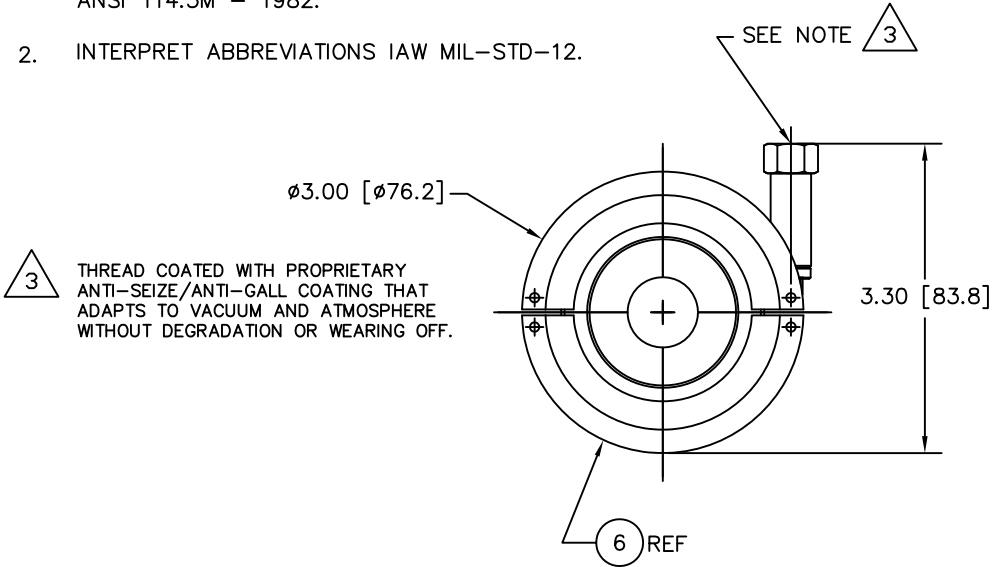 ANSI Y14.5M – 1982.
2. INTERPRET ABBREVIATIONS IAW MIL–STD–12.
SEE NOTE 3
ø3.00 [ø76.2]
3 THREAD COATED WITH PROPRIETARY
ANTI–SEIZE/ANTI–GALL COATING THAT
ADAPTS TO VACUUM AND ATMOSPHERE
WITHOUT DEGRADATION OR WEARING OFF.
3.30 [83.8]
6 REF